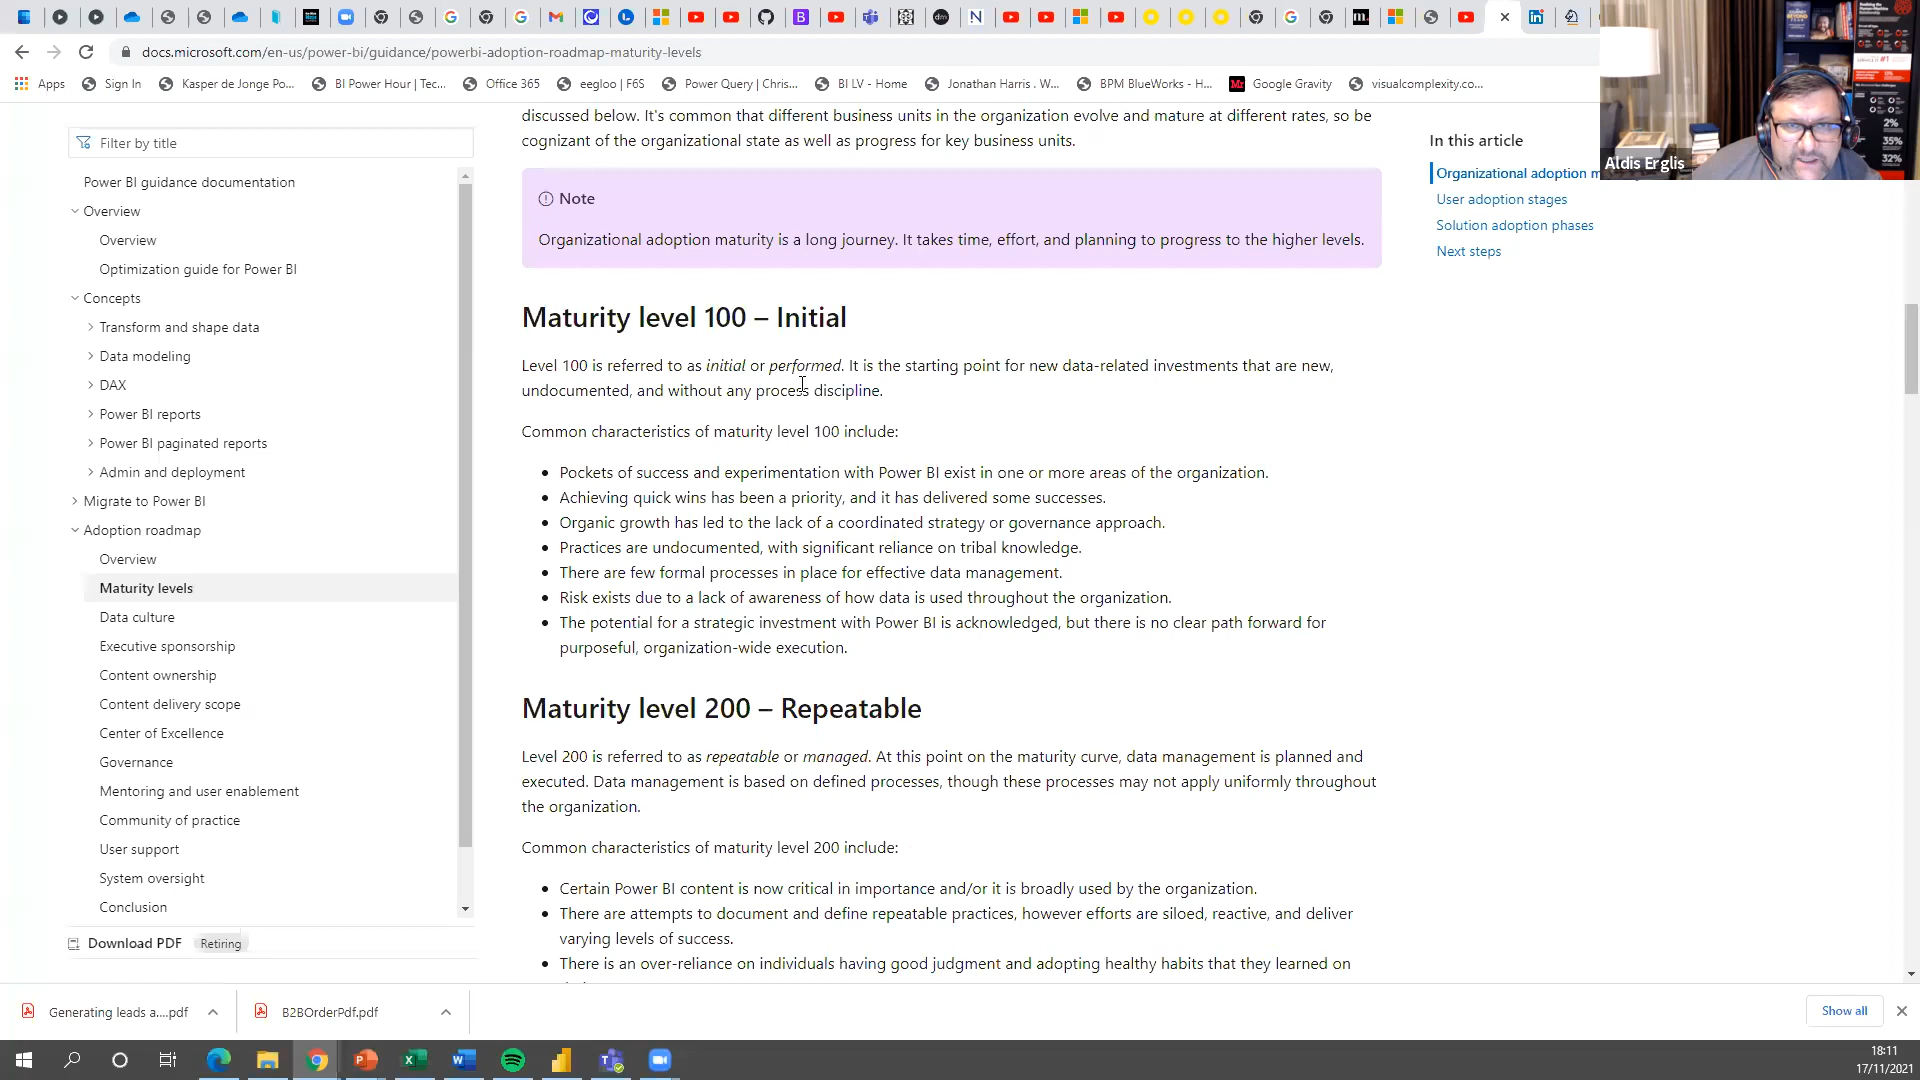 docs.microsoft.com/en-us/power-bi/guidance/powerbi-adoption-roadmap-maturity-levels
Apps
Sign In
Kasper de Jonge Po...
BI Power Hour | Tec...
Office 365
eegloo | F6S
Power Query | Chris...
BI LV - Home
Jonathan Harris . W...
BPM BlueWorks - H...
Google Gravity
visualcomplexity.co...
Aldis Erglis
#1
2%
35%
32%
Filter by title
Power BI guidance documentation
Overview
Overview
Optimization guide for Power BI
Concepts
Transform and shape data
Data modeling
DAX
Power BI reports
Power BI paginated reports
Admin and deployment
Migrate to Power BI
Adoption roadmap
Overview
Maturity levels
Data culture
Executive sponsorship
Content ownership
Content delivery scope
Center of Excellence
Governance
Mentoring and user enablement
Community of practice
User support
System oversight
Conclusion
Download PDF Retiring
discussed below. It's common that different business units in the organization evolve and mature at different rates, so be
cognizant of the organizational state as well as progress for key business units.
Note
Organizational adoption maturity is a long journey. It takes time, effort, and planning to progress to the higher levels.
Maturity level 100 – Initial
Level 100 is referred to as initial or performed. It is the starting point for new data-related investments that are new,
undocumented, and without any process discipline.
Common characteristics of maturity level 100 include:
• Pockets of success and experimentation with Power BI exist in one or more areas of the organization.
• Achieving quick wins has been a priority, and it has delivered some successes.
• Organic growth has led to the lack of a coordinated strategy or governance approach.
• Practices are undocumented, with significant reliance on tribal knowledge.
• There are few formal processes in place for effective data management.
• Risk exists due to a lack of awareness of how data is used throughout the organization.
• The potential for a strategic investment with Power BI is acknowledged, but there is no clear path forward for
purposeful, organization-wide execution.
Maturity level 200 – Repeatable
Level 200 is referred to as repeatable or managed. At this point on the maturity curve, data management is planned and
executed. Data management is based on defined processes, though these processes may not apply uniformly throughout
the organization.
Common characteristics of maturity level 200 include:
• Certain Power BI content is now critical in importance and/or it is broadly used by the organization.
• There are attempts to document and define repeatable practices, however efforts are siloed, reactive, and deliver
varying levels of success.
• There is an over-reliance on individuals having good judgment and adopting healthy habits that they learned on
In this article
Organizational adoption m
User adoption stages
Solution adoption phases
Next steps
Generating leads a....pdf
B2BOrderPdf.pdf
Show all
18:11
17/11/2021